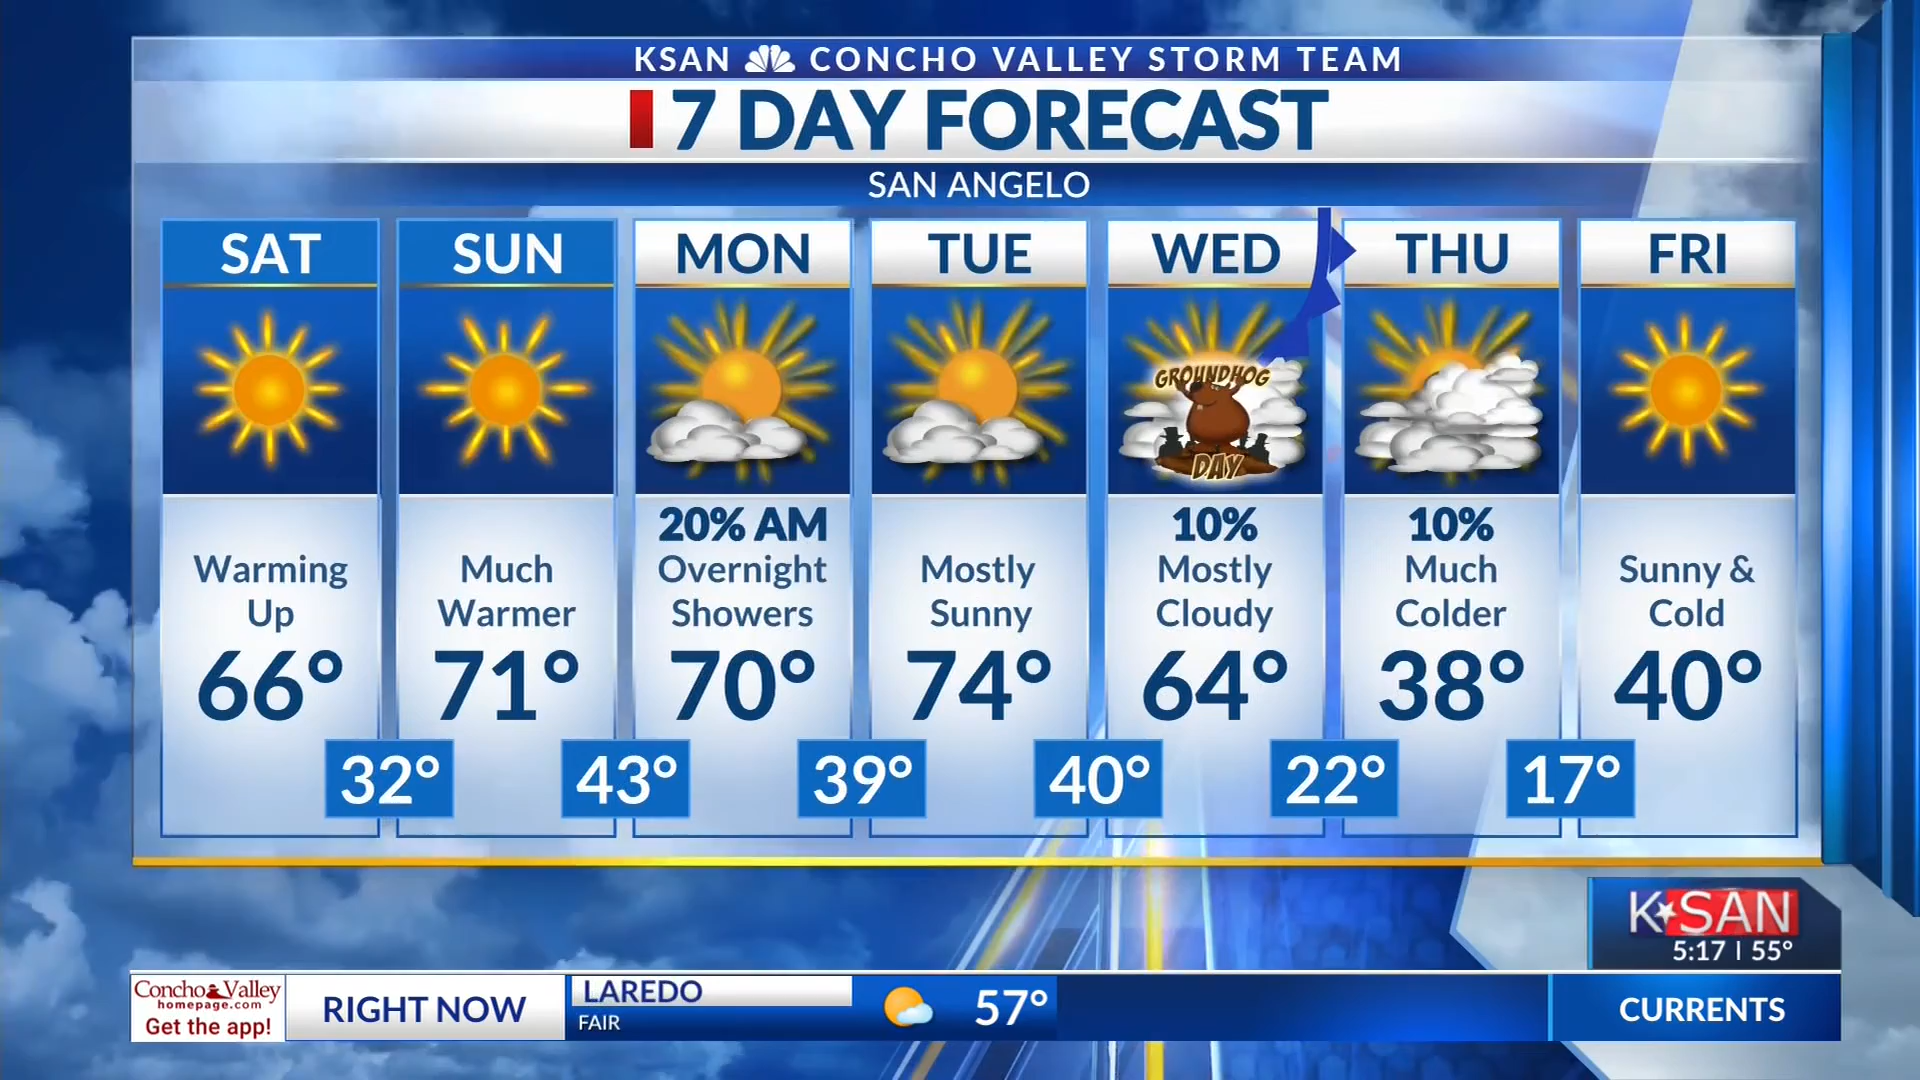 KSAN CONCHO VALLEY STORM TEAM
7 DAY FORECAST
SAN ANGELO
SAT SUN MON TUE WED THU FRI
GROUNDHOG
DAY
20% AM 10% 10%
Warming Much Overnight Mostly Mostly Much Sunny &
Up Warmer Showers Sunny Cloudy Colder Cold
66° 71° 70° 74° 64° 38° 40°
32° 43° 39° 40° 22° 17°
K SAN
5:17 | 55°
Concho Valley
homepage.com
Get the app!
RIGHT NOW
LAREDO
FAIR
57°
CURRENTS